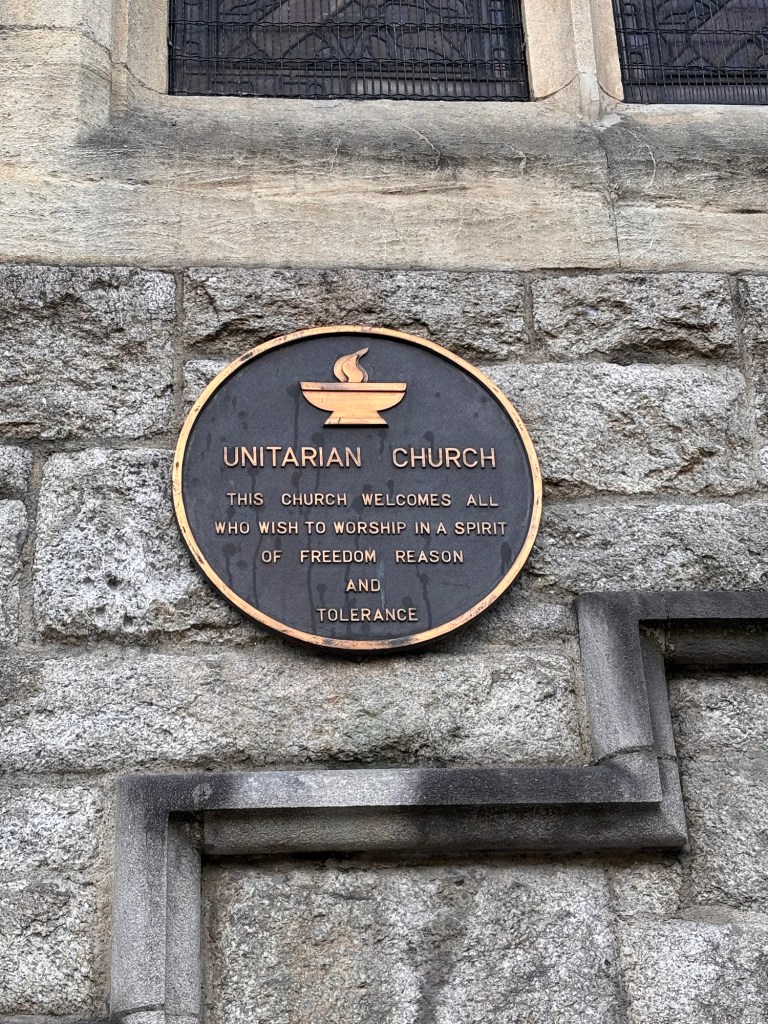 UNITARIAN CHURCH
THIS CHURCH WELCOMES ALL
WHO WISH TO WORSHIP IN A SPIRIT
OF FREEDOM REASON
AND
TOLERANCE